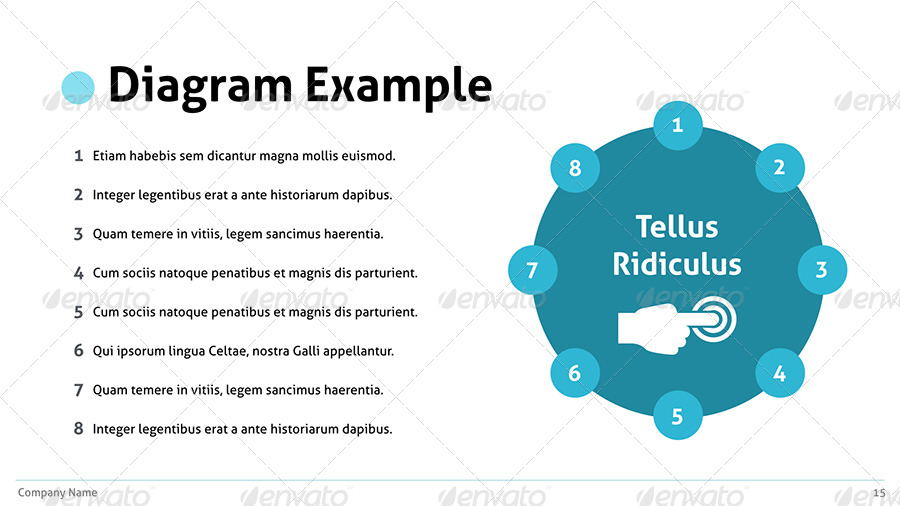 Diagram Example
1 Etiam habebis sem dicantur magna mollis euismod.
2 Integer legentibus erat a ante historiarum dapibus.
3 Quam temere in vitiis, legem sancimus haerentia.
4 Cum sociis natoque penatibus et magnis dis parturient.
5 Cum sociis natoque penatibus et magnis dis parturient.
6 Qui ipsorum lingua Celtae, nostra Galli appellantur.
7 Quam temere in vitiis, legem sancimus haerentia.
8 Integer legentibus erat a ante historiarum dapibus.
1
2
3
4
5
6
7
8
Tellus
Ridiculus
Company Name
15
envato